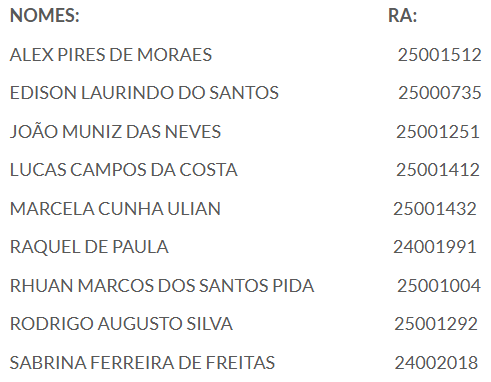 NOMES: RA:
ALEX PIRES DE MORAES 25001512
EDISON LAURINDO DO SANTOS 25000735
JOÃO MUNIZ DAS NEVES 25001251
LUCAS CAMPOS DA COSTA 25001412
MARCELA CUNHA ULIAN 25001432
RAQUEL DE PAULA 24001991
RHUAN MARCOS DOS SANTOS PIDA 25001004
RODRIGO AUGUSTO SILVA 25001292
SABRINA FERREIRA DE FREITAS 24002018